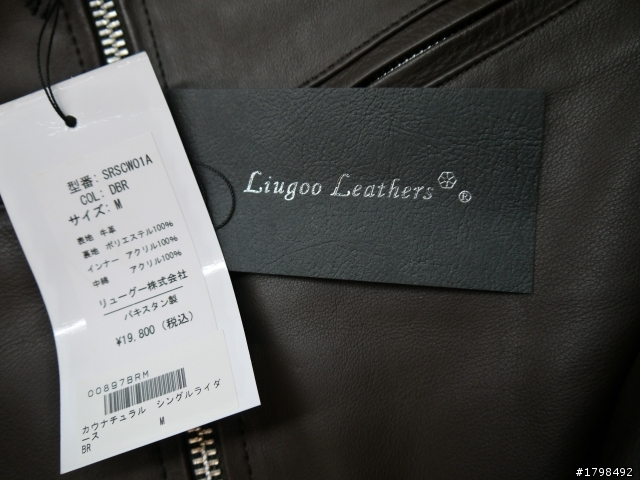 型番: SRSCW01A
COL: DBR
サイズ: M
表地 牛革
裏地 ポリエステル100%
インナー アクリル100%
中綿 アクリル100%
リューグー株式会社
パキスタン製
¥19,800 (税込)
00897BRM
カウナチュラル シングルライダ
ース
BR M
Liugoo Leathers ®
#1798492